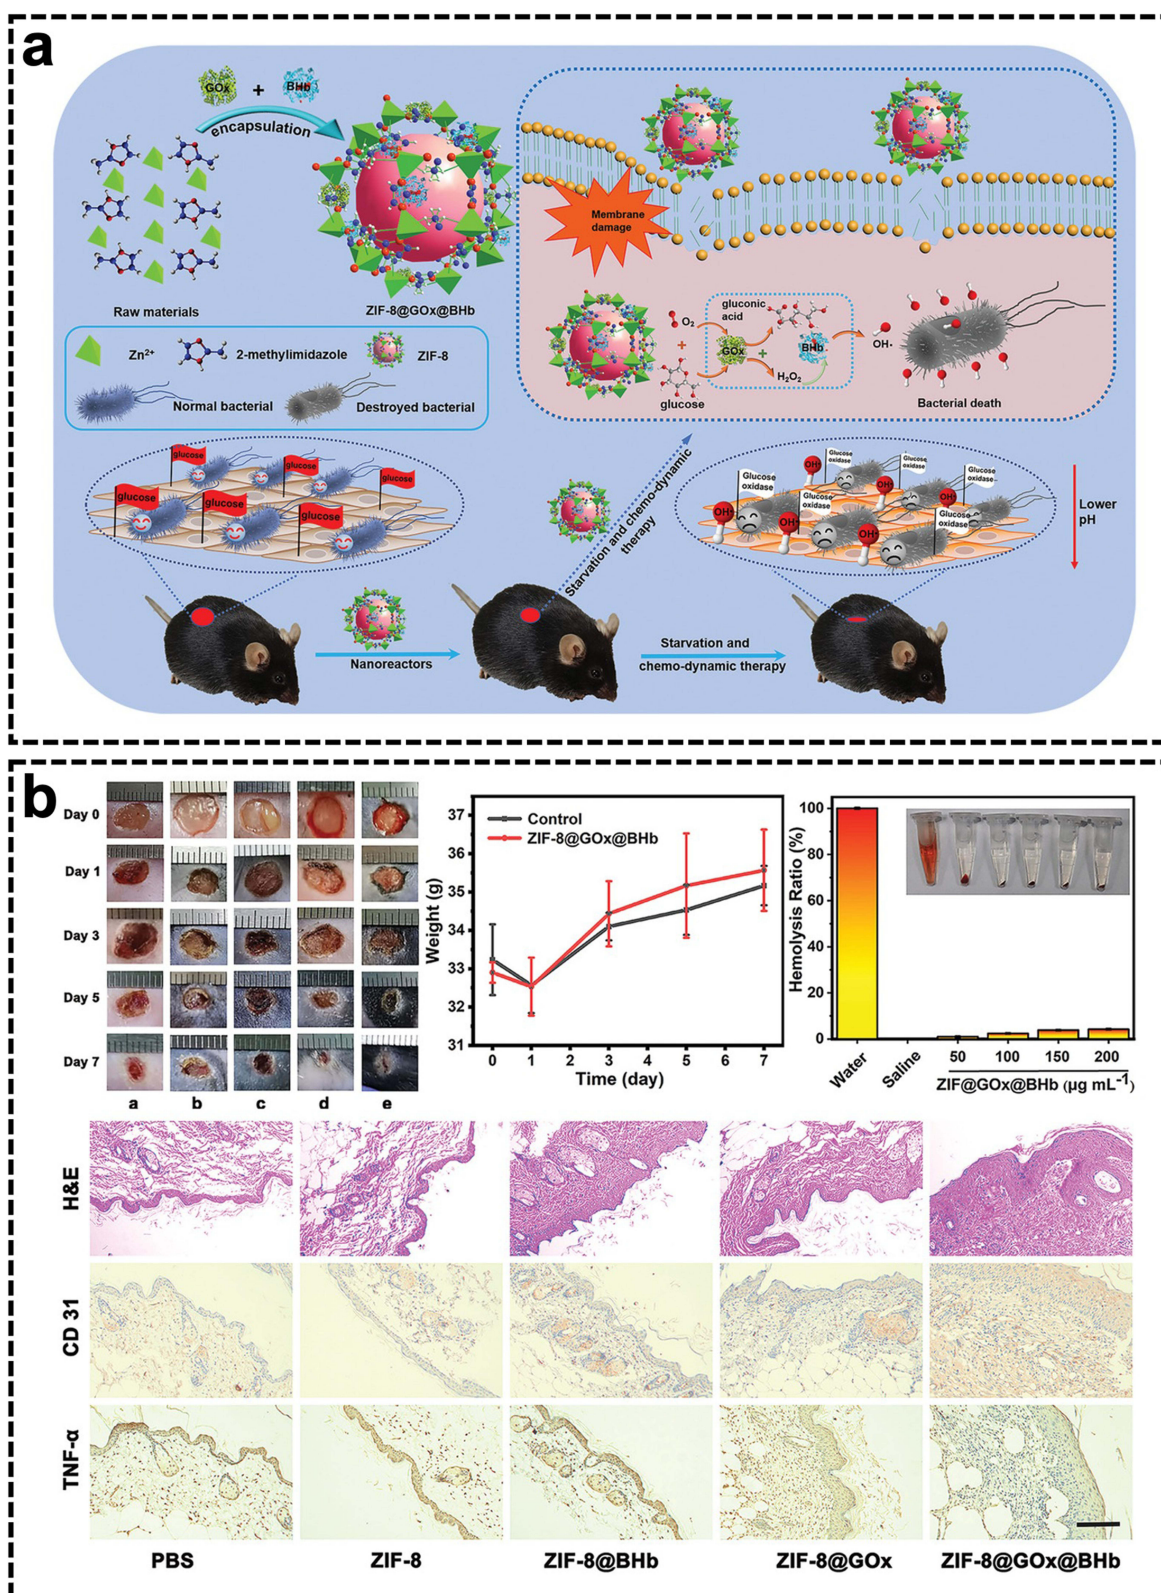 a
GOx + BHb
encapsulation
Raw materials
ZIF-8@GOx@BHb
Zn2+
2-methylimidazole
ZIF-8
Normal bacterial
Destroyed bacterial
Membrane
damage
O2
+
glucose
gluconic
acid
GOx
+
BHb
H2O2
OH•
Bacterial death
glucose
glucose
glucose
glucose
glucose
glucose
Starvation and chemo-dynamic
therapy
Glucose
oxidase
Glucose
oxidase
Glucose
oxidase
Glucose
oxidase
Glucose
oxidase
Lower
pH
Nanoreactors
Starvation and
chemo-dynamic therapy
b
Day 0
Day 1
Day 3
Day 5
Day 7
a b c d e
Weight (g)
37
36
35
34
33
32
31
Control
ZIF-8@GOx@BHb
0 1 2 3 4 5 6 7
Time (day)
Hemolysis Ratio (%)
100
80
60
40
20
0
Water
Saline
50 100 150 200
ZIF@GOx@BHb (μg mL-1)
H&E
CD 31
TNF-α
PBS
ZIF-8
ZIF-8@BHb
ZIF-8@GOx
ZIF-8@GOx@BHb